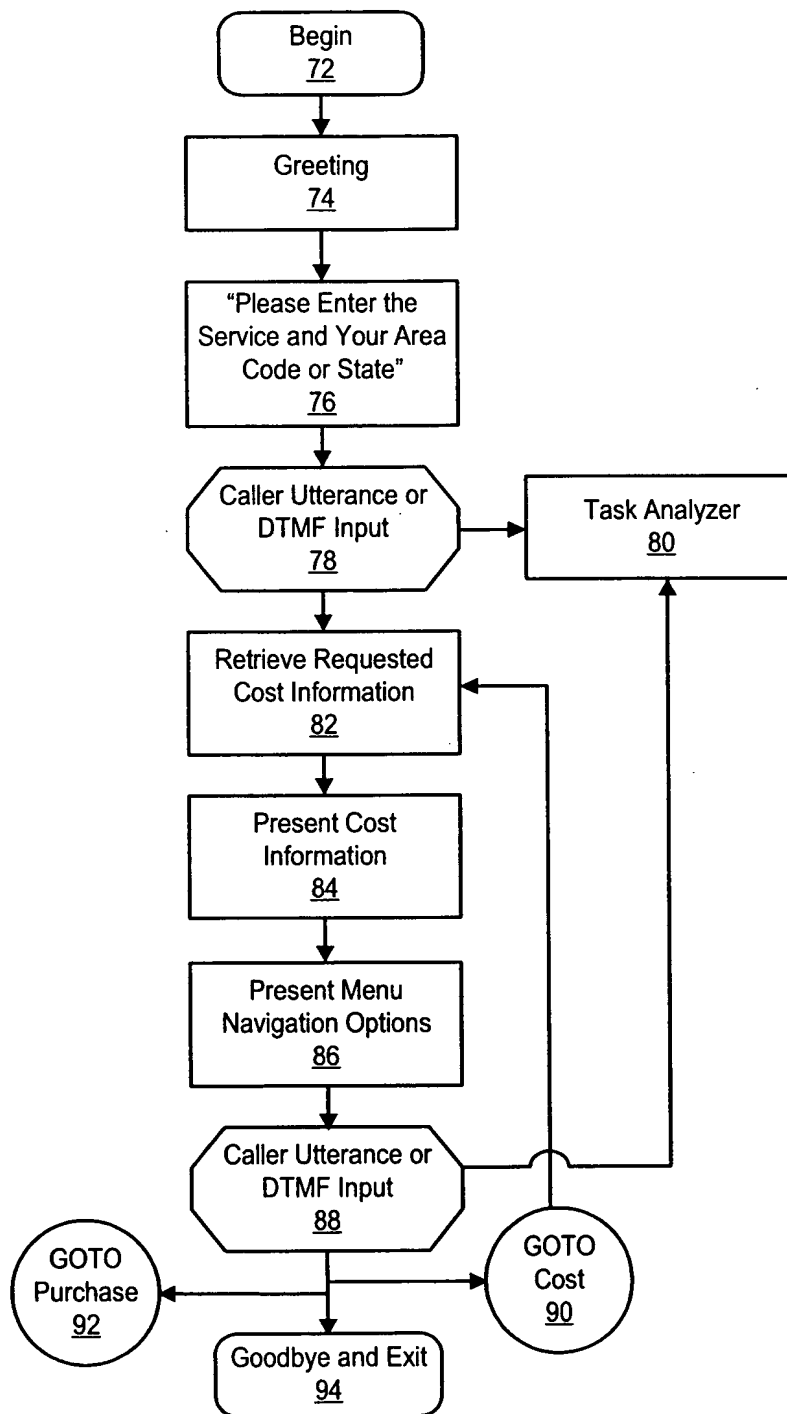 Begin
72
Greeting
74
“Please Enter the
Service and Your Area
Code or State”
76
Caller Utterance or
DTMF Input
78
Task Analyzer
80
Retrieve Requested
Cost Information
82
Present Cost
Information
84
Present Menu
Navigation Options
86
Caller Utterance or
DTMF Input
88
GOTO
Purchase
92
GOTO
Cost
90
Goodbye and Exit
94